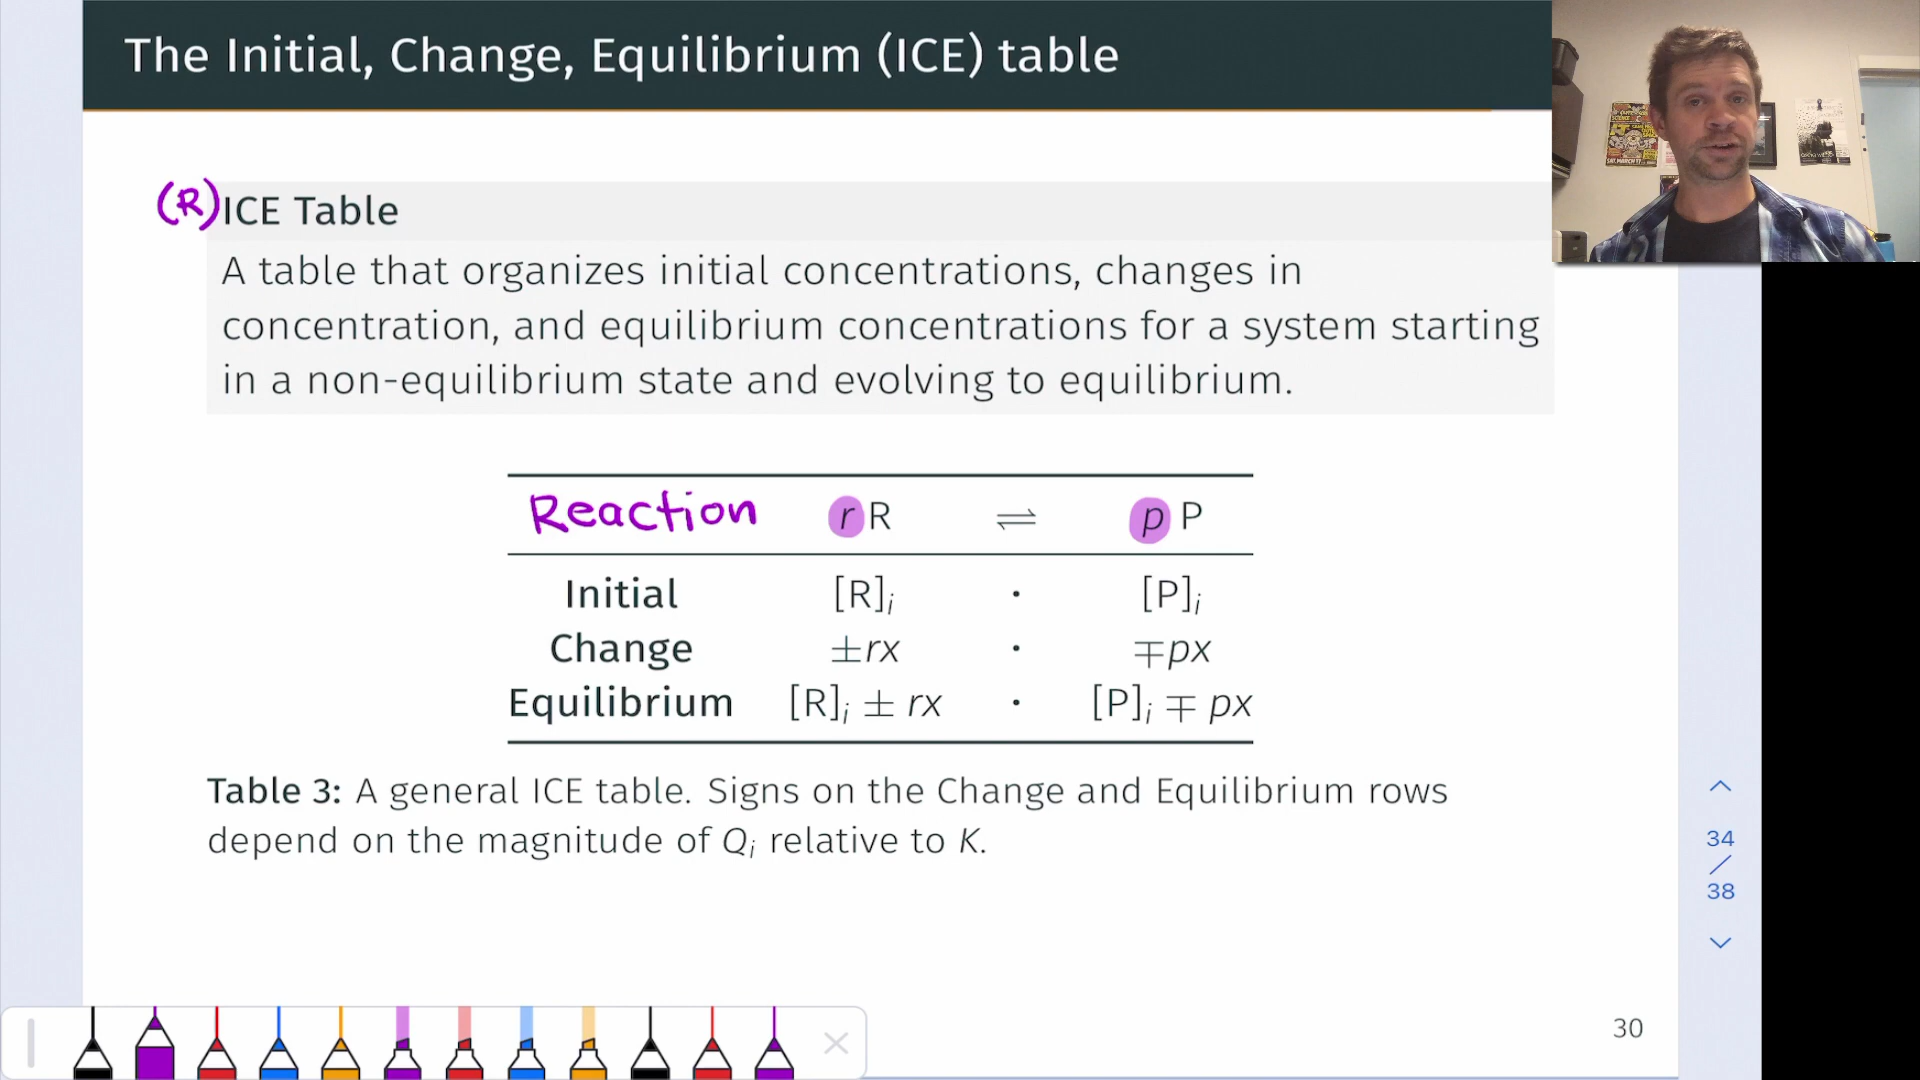 The Initial, Change, Equilibrium (ICE) table
(R) ICE Table
A table that organizes initial concentrations, changes in
concentration, and equilibrium concentrations for a system starting
in a non-equilibrium state and evolving to equilibrium.
Reaction r R ⇌ p P
Initial [R]i · [P]i
Change ±rx · ∓px
Equilibrium [R]i ± rx · [P]i ∓ px
Table 3: A general ICE table. Signs on the Change and Equilibrium rows
depend on the magnitude of Qi relative to K.
34
/
38
30